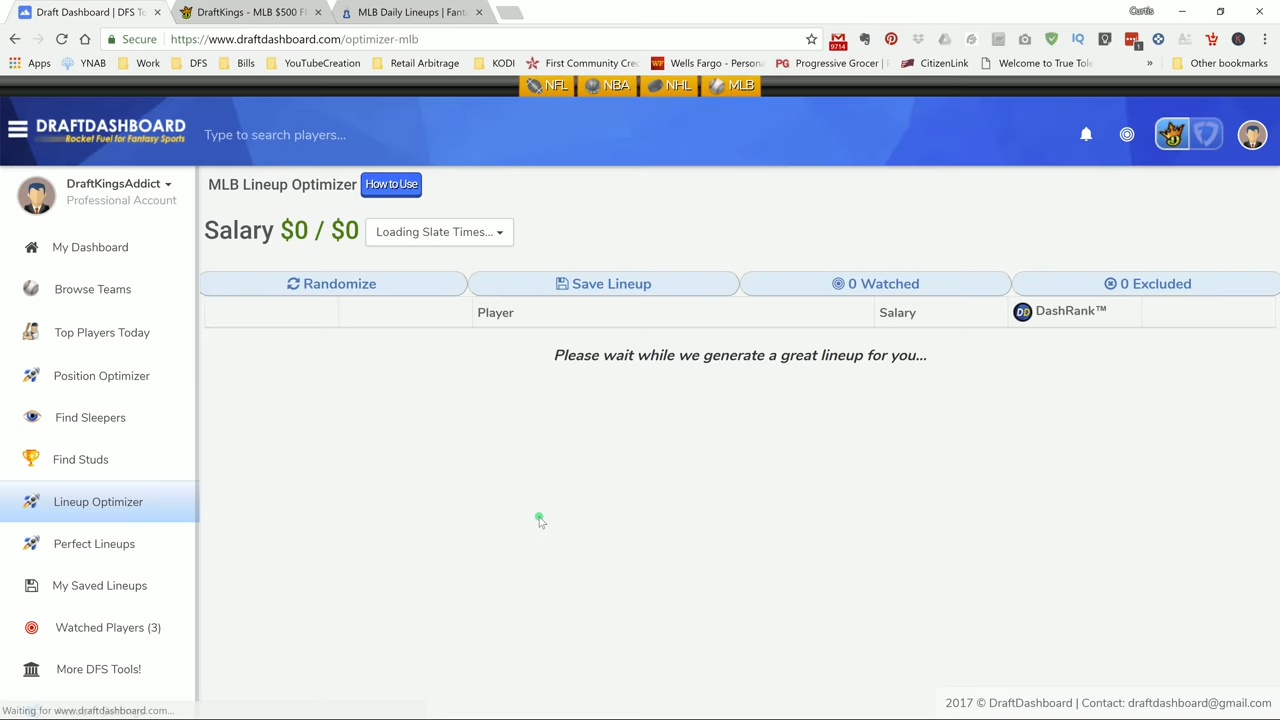 Draft Dashboard | DFS To
DraftKings - MLB $500 F
MLB Daily Lineups | Fant
Curtis
Secure
https://www.draftdashboard.com/optimizer-mlb
9714
1
Apps
YNAB
Work
DFS
Bills
YouTubeCreation
Retail Arbitrage
KODI
First Community Cre
Wells Fargo - Persona
Progressive Grocer |
CitizenLink
Welcome to True Tole
»
Other bookmarks
NFL
NBA
NHL
MLB
DRAFTDASHBOARD
Rocket Fuel for Fantasy Sports
Type to search players...
DraftKingsAddict
Professional Account
My Dashboard
Browse Teams
Top Players Today
Position Optimizer
Find Sleepers
Find Studs
Lineup Optimizer
Perfect Lineups
My Saved Lineups
Watched Players (3)
More DFS Tools!
MLB Lineup Optimizer
How to Use
Salary $0 / $0
Loading Slate Times...
Randomize
Save Lineup
0 Watched
0 Excluded
Player
Salary
DD DashRank™
Please wait while we generate a great lineup for you...
Waiting for www.draftdashboard.com...
2017 © DraftDashboard | Contact: draftdashboard@gmail.com